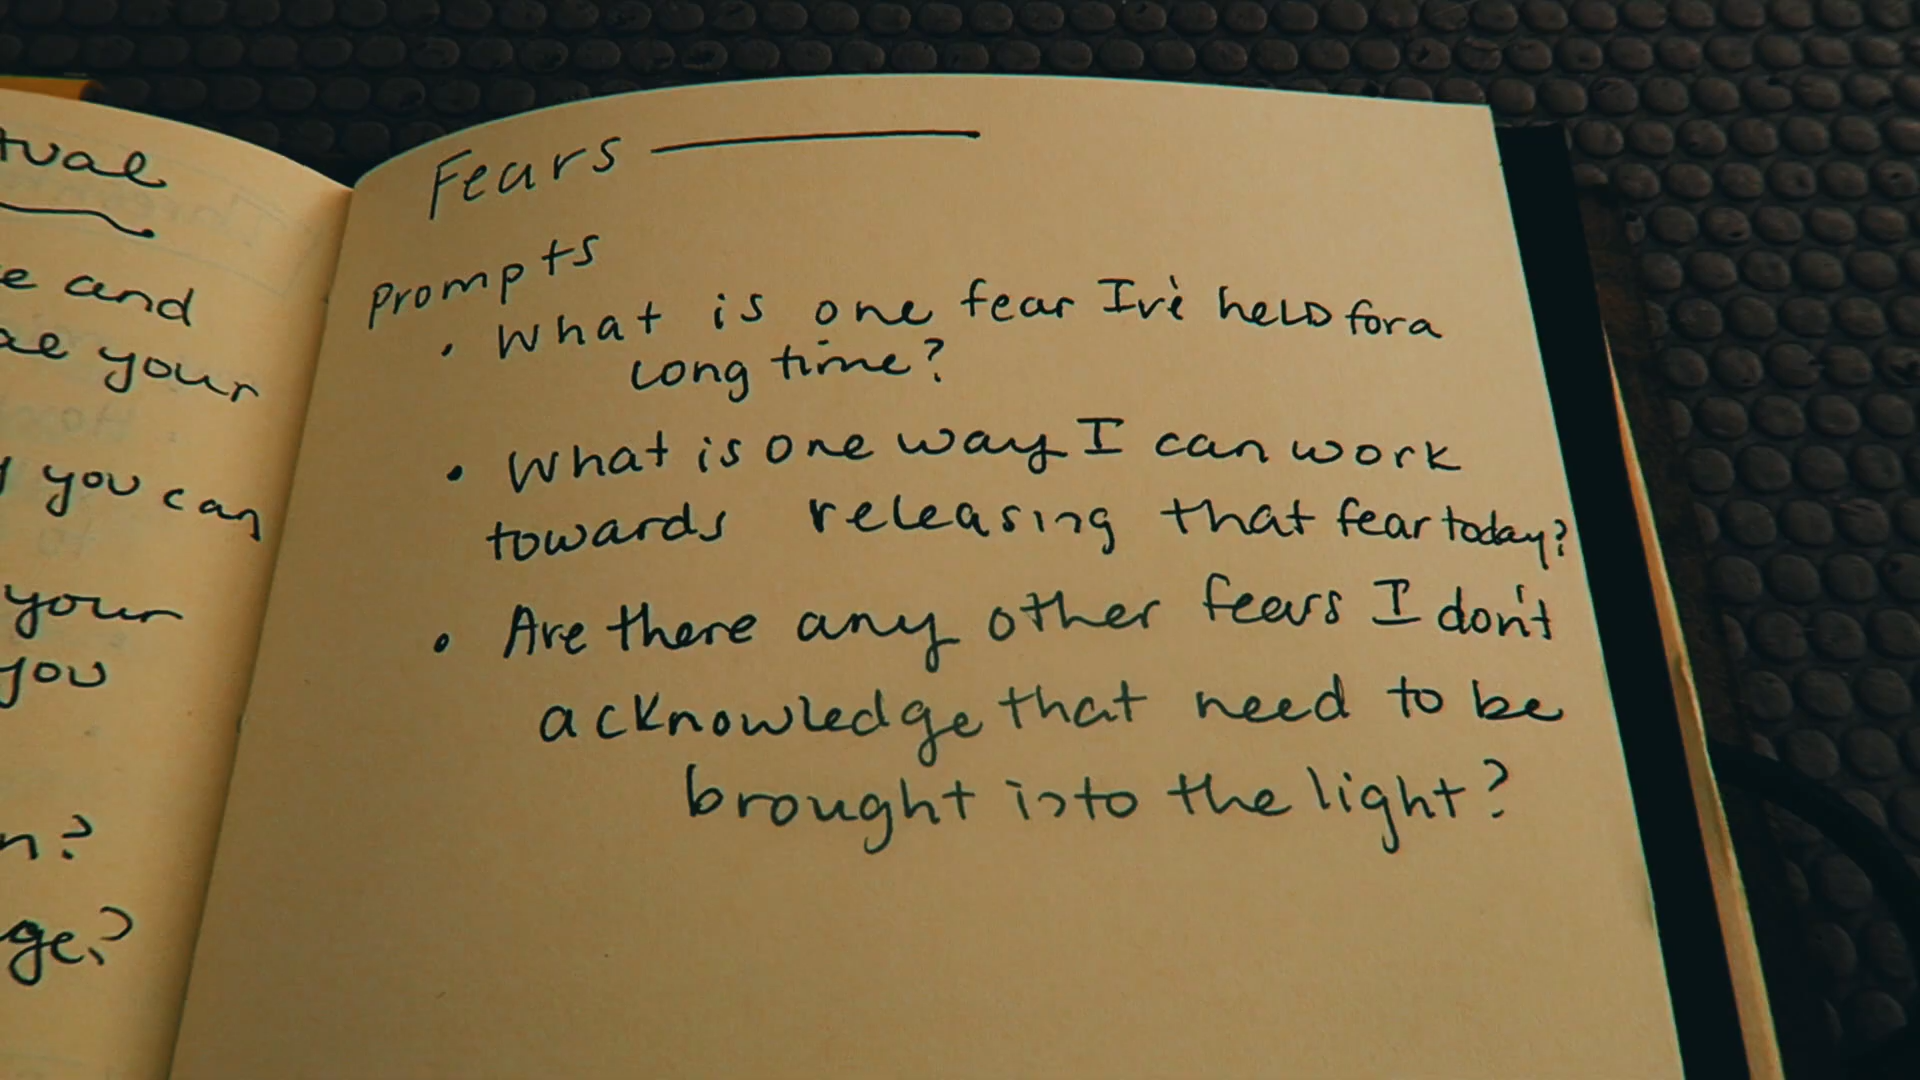 tual
e and
ae your
you can
your
you
n?
ge?
Fears
prompts
• What is one fear I've held for a
long time?
• What is one way I can work
towards releasing that fear today?
• Are there any other fears I don't
acknowledge that need to be
brought into the light?